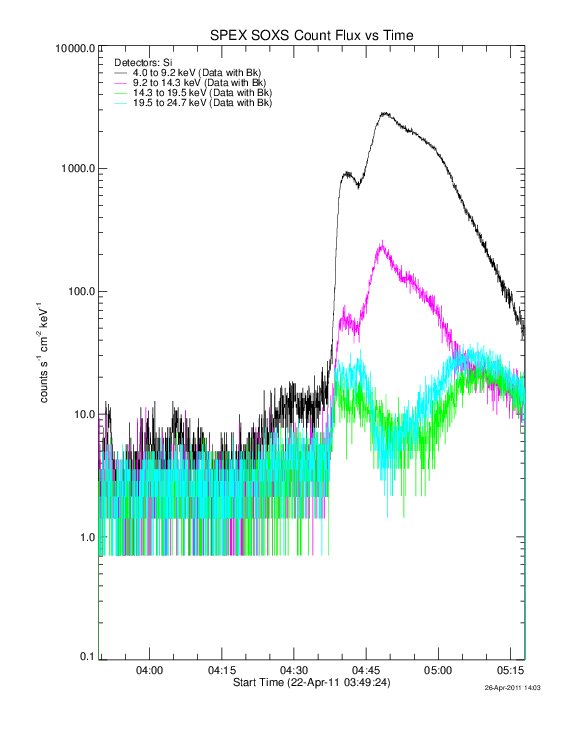 SPEX SOXS Count Flux vs Time
10000.0
Detectors: Si
4.0 to 9.2 keV (Data with Bk)
9.2 to 14.3 keV (Data with Bk)
14.3 to 19.5 keV (Data with Bk)
19.5 to 24.7 keV (Data with Bk)
1000.0
100.0
counts s⁻¹ cm⁻² keV⁻¹
10.0
1.0
0.1
04:00 04:15 04:30 04:45 05:00 05:15
Start Time (22-Apr-11 03:49:24)
26-Apr-2011 14:03